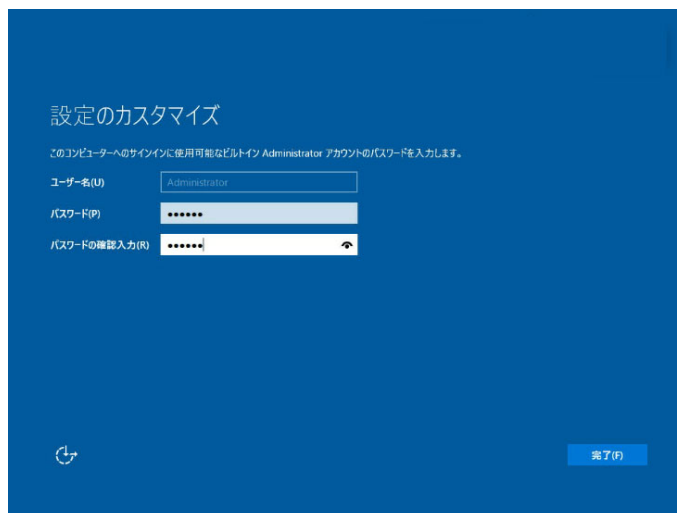 設定のカスタマイズ
このコンピューターへのサインインに使用可能なビルトイン Administrator アカウントのパスワードを入力します。
ユーザー名(U) Administrator
パスワード(P) ●●●●●●
パスワードの確認入力(R) ●●●●●●
完了(F)